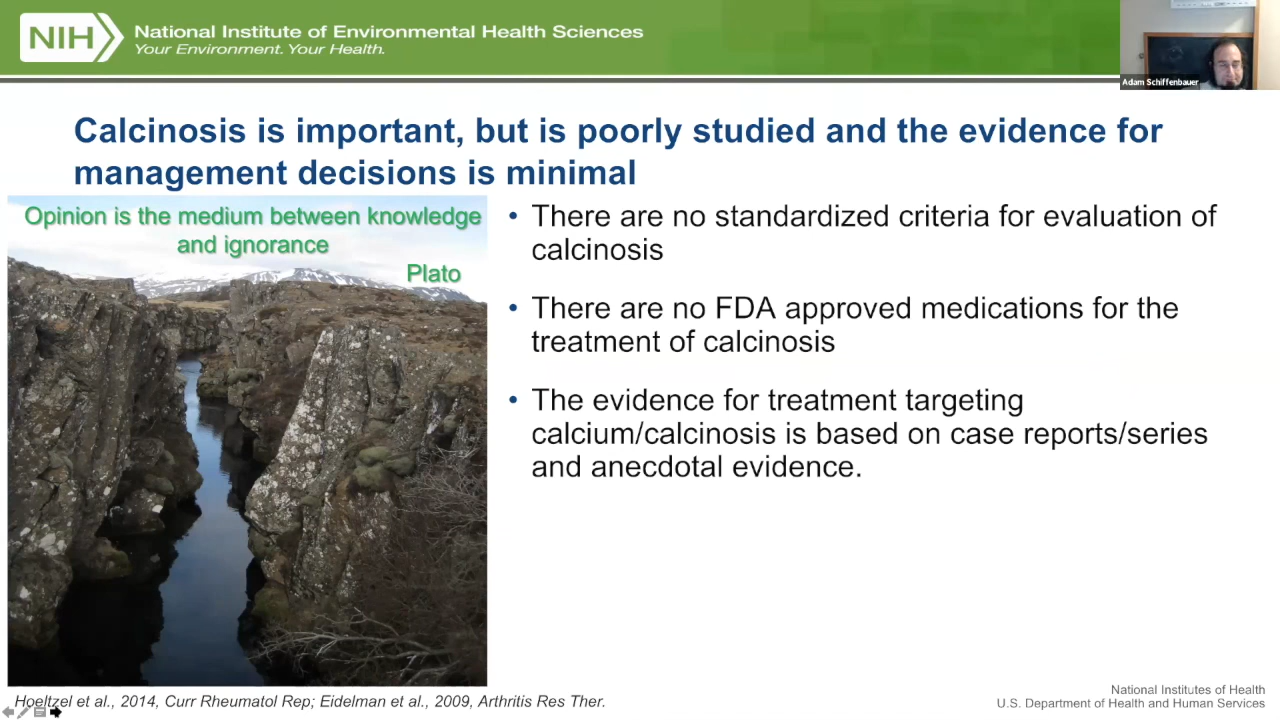 NIH
National Institute of Environmental Health Sciences
Your Environment. Your Health.
Adam Schiffenbauer
Calcinosis is important, but is poorly studied and the evidence for
management decisions is minimal
Opinion is the medium between knowledge
and ignorance
Plato
• There are no standardized criteria for evaluation of
calcinosis
• There are no FDA approved medications for the
treatment of calcinosis
• The evidence for treatment targeting
calcium/calcinosis is based on case reports/series
and anecdotal evidence.
Hoeltzel et al., 2014, Curr Rheumatol Rep; Eidelman et al., 2009, Arthritis Res Ther.
National Institutes of Health
U.S. Department of Health and Human Services